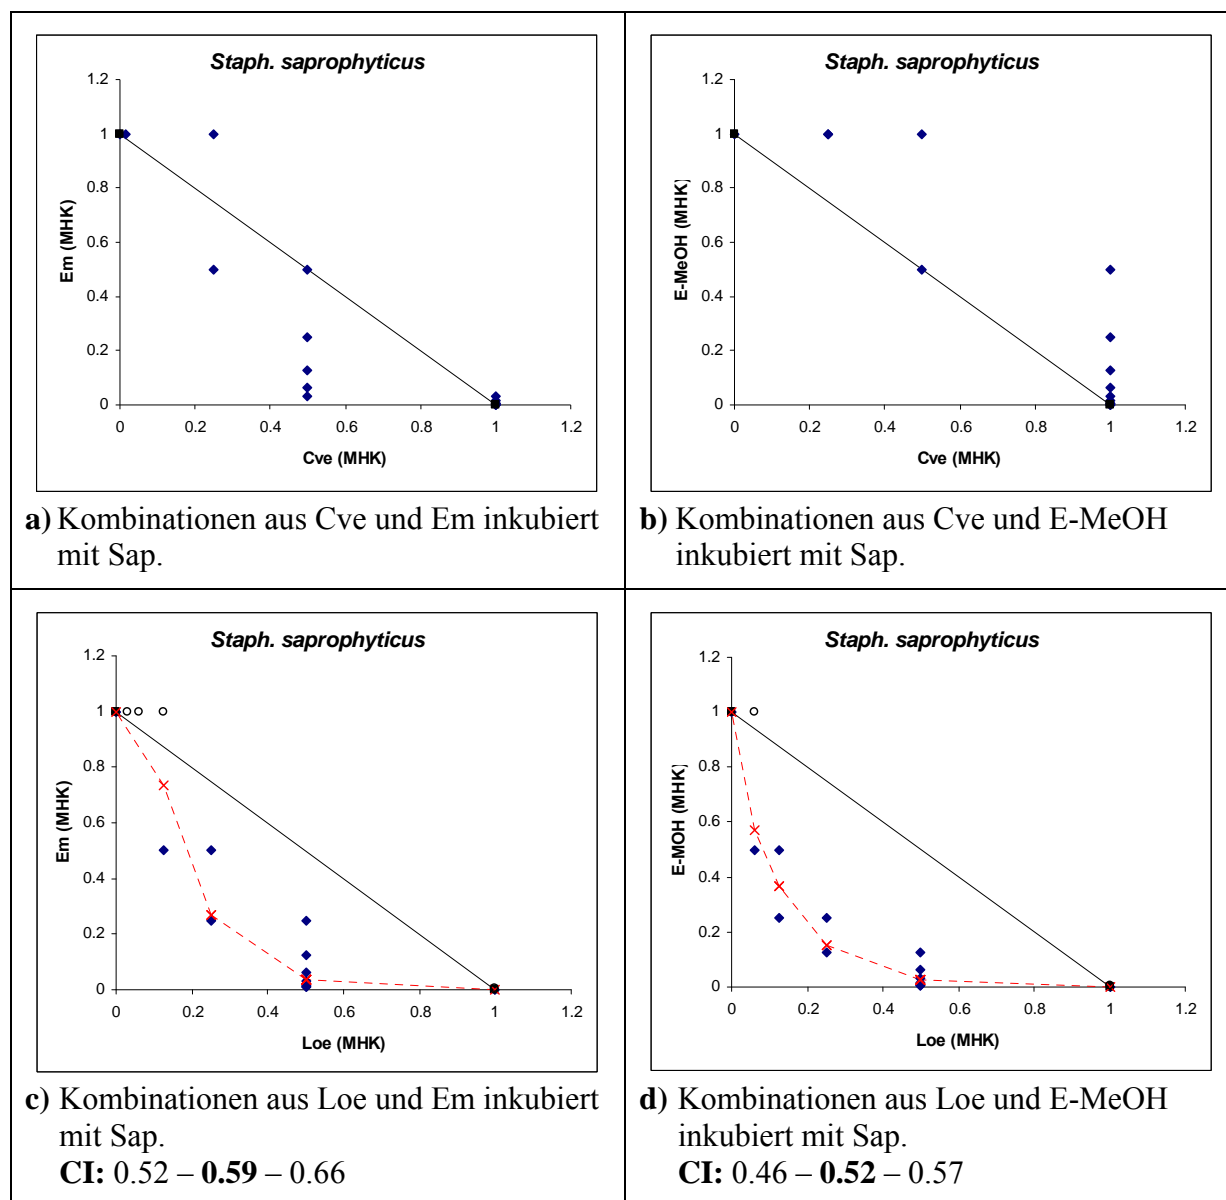 Staph. saprophyticus
1.2
1
0.8
0.6
0.4
0.2
0
Em (MHK)
0 0.2 0.4 0.6 0.8 1 1.2
Cve (MHK)
a) Kombinationen aus Cve und Em inkubiert
mit Sap.
Staph. saprophyticus
1.2
1
0.8
0.6
0.4
0.2
0
E-MeOH (MHK)
0 0.2 0.4 0.6 0.8 1 1.2
Cve (MHK)
b) Kombinationen aus Cve und E-MeOH
inkubiert mit Sap.
Staph. saprophyticus
1.2
1
0.8
0.6
0.4
0.2
0
Em (MHK)
0 0.2 0.4 0.6 0.8 1 1.2
Loe (MHK)
c) Kombinationen aus Loe und Em inkubiert
mit Sap.
CI: 0.52 – 0.59 – 0.66
Staph. saprophyticus
1.2
1
0.8
0.6
0.4
0.2
0
E-MOH (MHK)
0 0.2 0.4 0.6 0.8 1 1.2
Loe (MHK)
d) Kombinationen aus Loe und E-MeOH
inkubiert mit Sap.
CI: 0.46 – 0.52 – 0.57